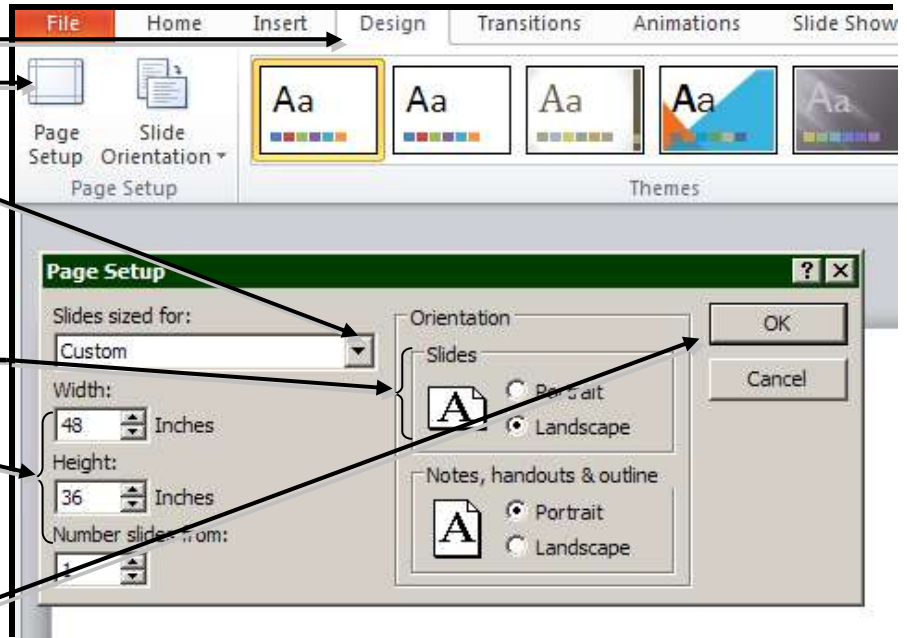 File Home Insert Design Transitions Animations Slide Show
Aa Aa Aa Aa Aa
Page Slide
Setup Orientation
Page Setup Themes
Page Setup
Slides sized for:
Custom
Width:
48 Inches
Height:
36 Inches
Number slides from:
1
Orientation
Slides
A
Portrait
Landscape
Notes, handouts & outline
A
Portrait
Landscape
OK
Cancel